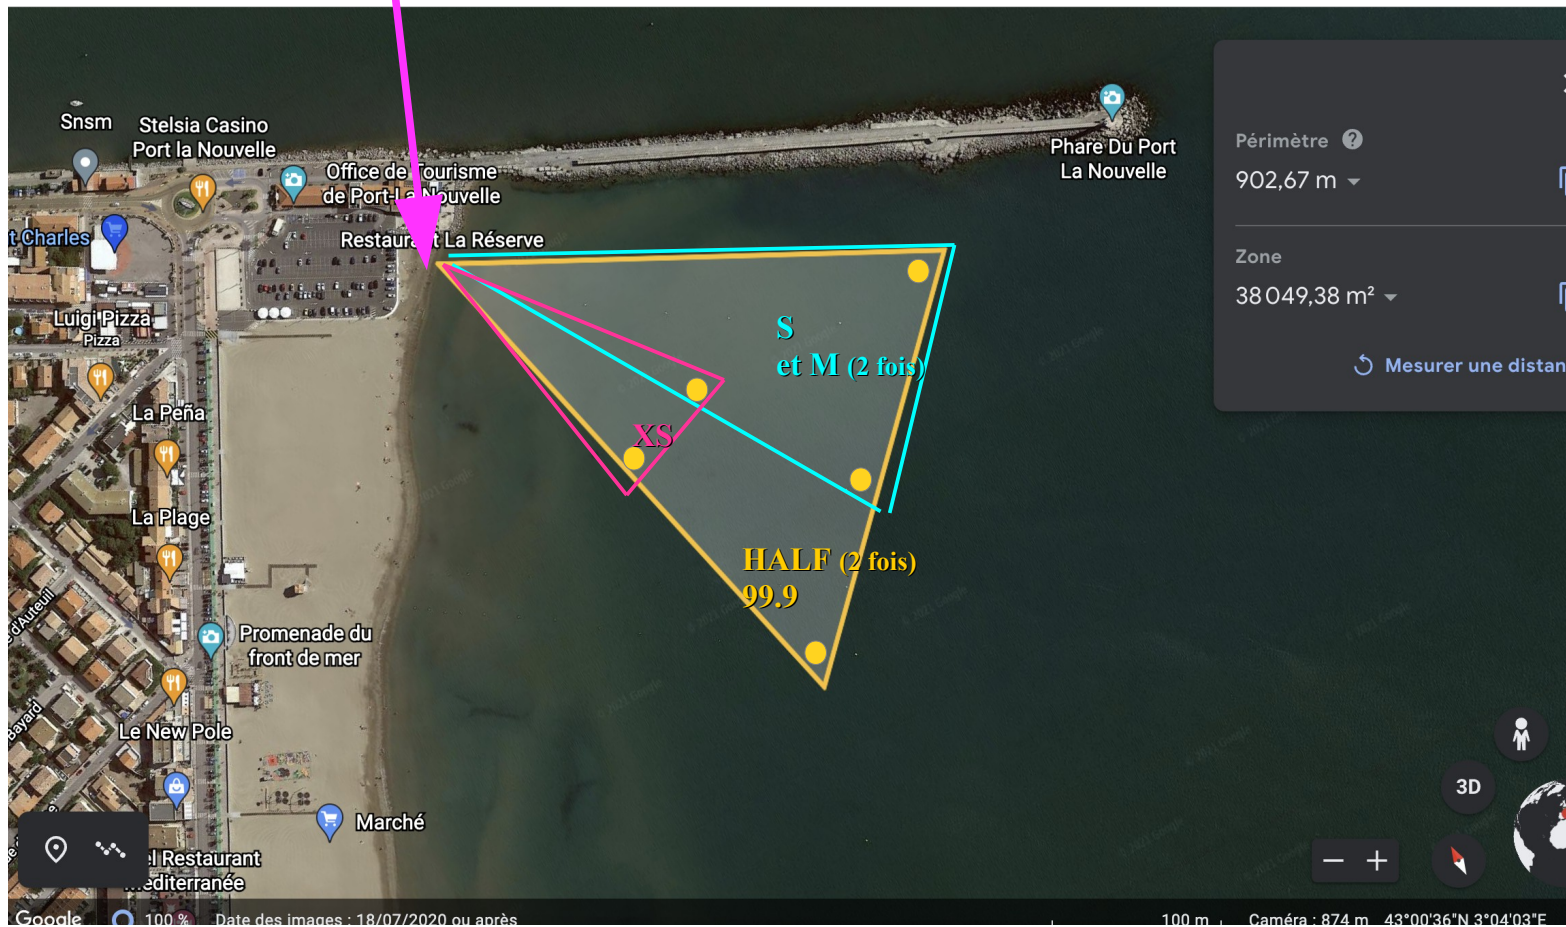 Snsm
Stelsia Casino
Port la Nouvelle
Office de Tourisme
de Port-La Nouvelle
Phare Du Port
La Nouvelle
t Charles
Restaurant La Réserve
Luigi Pizza
Pizza
La Peña
La Plage
d'Auteuil
Promenade du
front de mer
Bayard
Le New Pole
Marché
el Restaurant
Méditerranée
S
et M (2 fois)
XS
HALF (2 fois)
99.9
Périmètre ?
902,67 m
Zone
38 049,38 m²
Mesurer une distan
3D
Google
100 %
Date des images : 18/07/2020 ou après
100 m
Caméra : 874 m
43°00'36"N 3°04'03"E